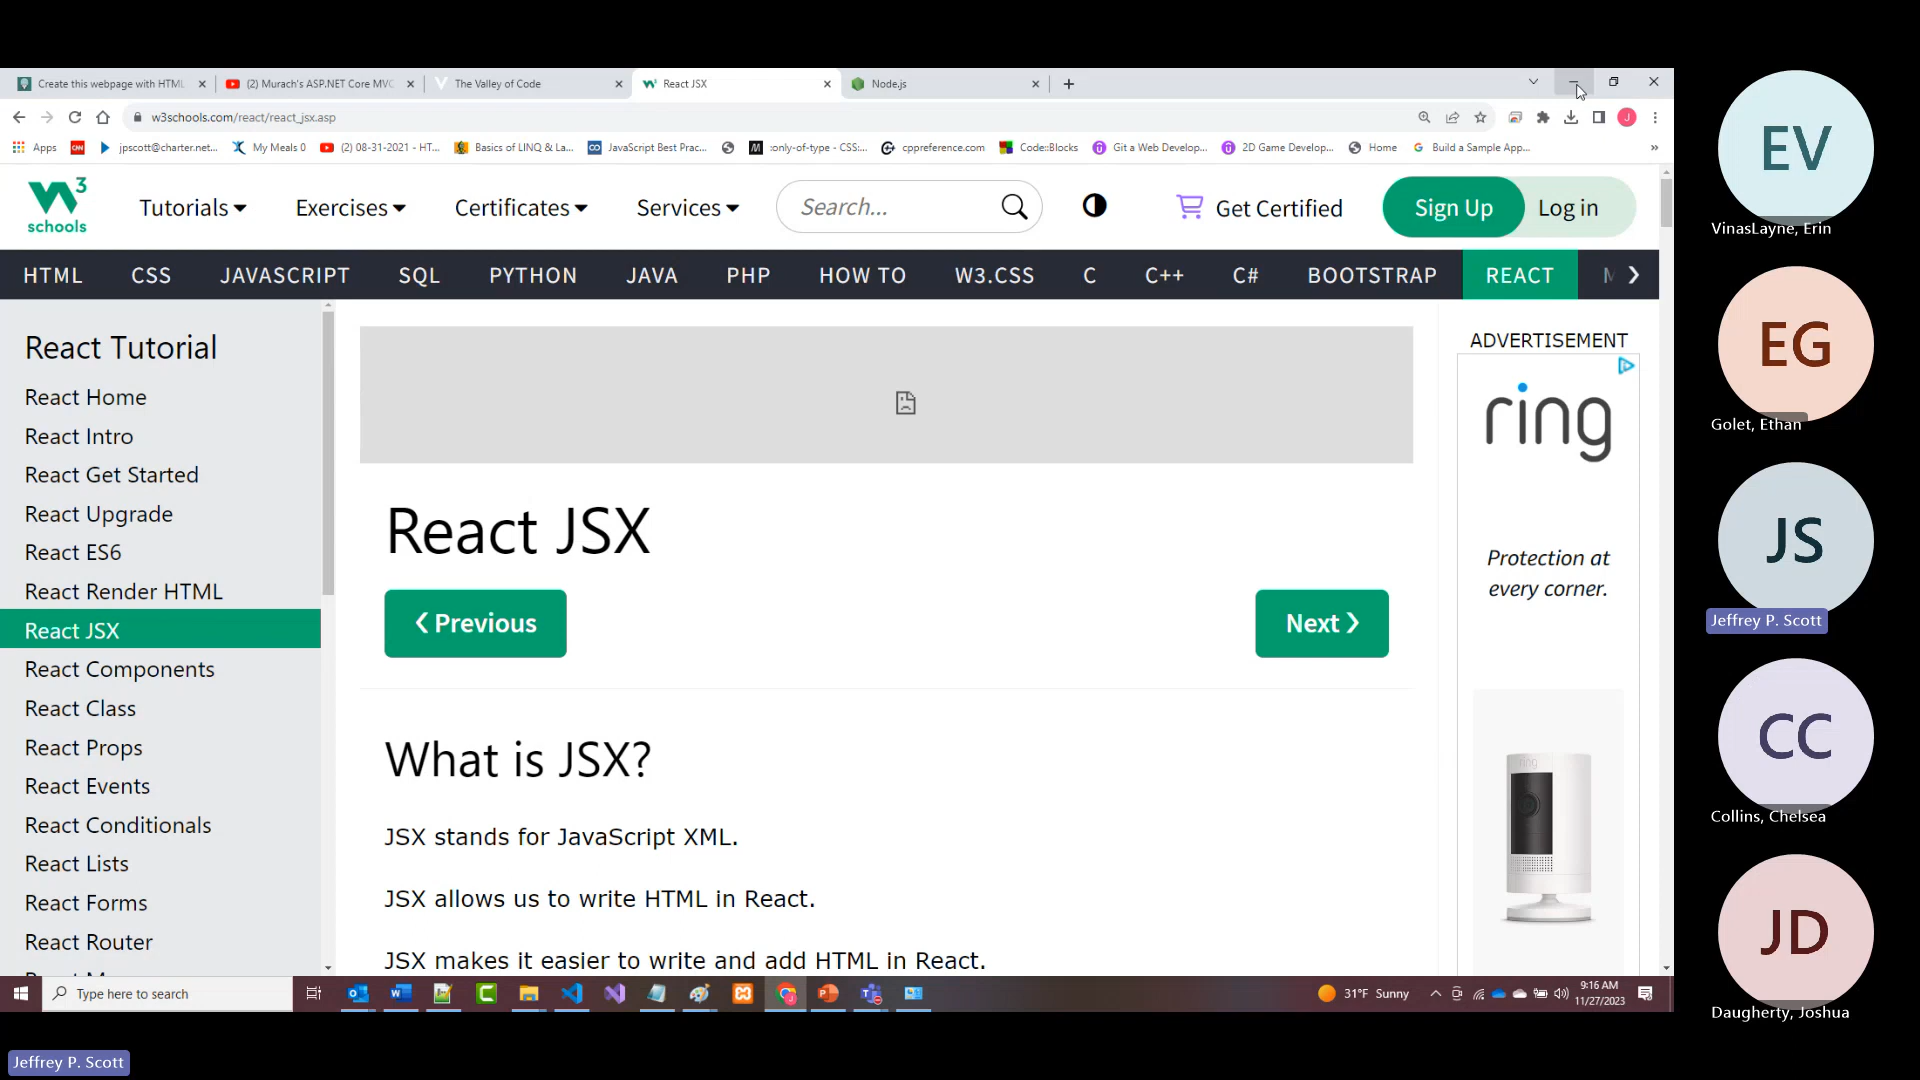 Create this webpage with HTML
(2) Murach's ASP.NET Core MVC
The Valley of Code
React JSX
Node.js
w3schools.com/react/react_jsx.asp
Apps
CNN
jpscott@charter.net...
My Meals 0
(2) 08-31-2021 - HT...
Basics of LINQ & La...
JavaScript Best Prac...
:only-of-type - CSS:...
cppreference.com
Code::Blocks
Git a Web Develop...
2D Game Develop...
Home
Build a Sample App...
W3 schools
Tutorials
Exercises
Certificates
Services
Search...
Get Certified
Sign Up
Log in
HTML CSS JAVASCRIPT SQL PYTHON JAVA PHP HOW TO W3.CSS C C++ C# BOOTSTRAP REACT
React Tutorial
React Home
React Intro
React Get Started
React Upgrade
React ES6
React Render HTML
React JSX
React Components
React Class
React Props
React Events
React Conditionals
React Lists
React Forms
React Router
React JSX
❮ Previous
Next ❯
What is JSX?
JSX stands for JavaScript XML.
JSX allows us to write HTML in React.
JSX makes it easier to write and add HTML in React.
ADVERTISEMENT
ring
Protection at
every corner.
ring
Type here to search
31°F Sunny
9:16 AM
11/27/2023
EV
VinasLayne, Erin
EG
Golet, Ethan
JS
Jeffrey P. Scott
CC
Collins, Chelsea
JD
Daugherty, Joshua
Jeffrey P. Scott